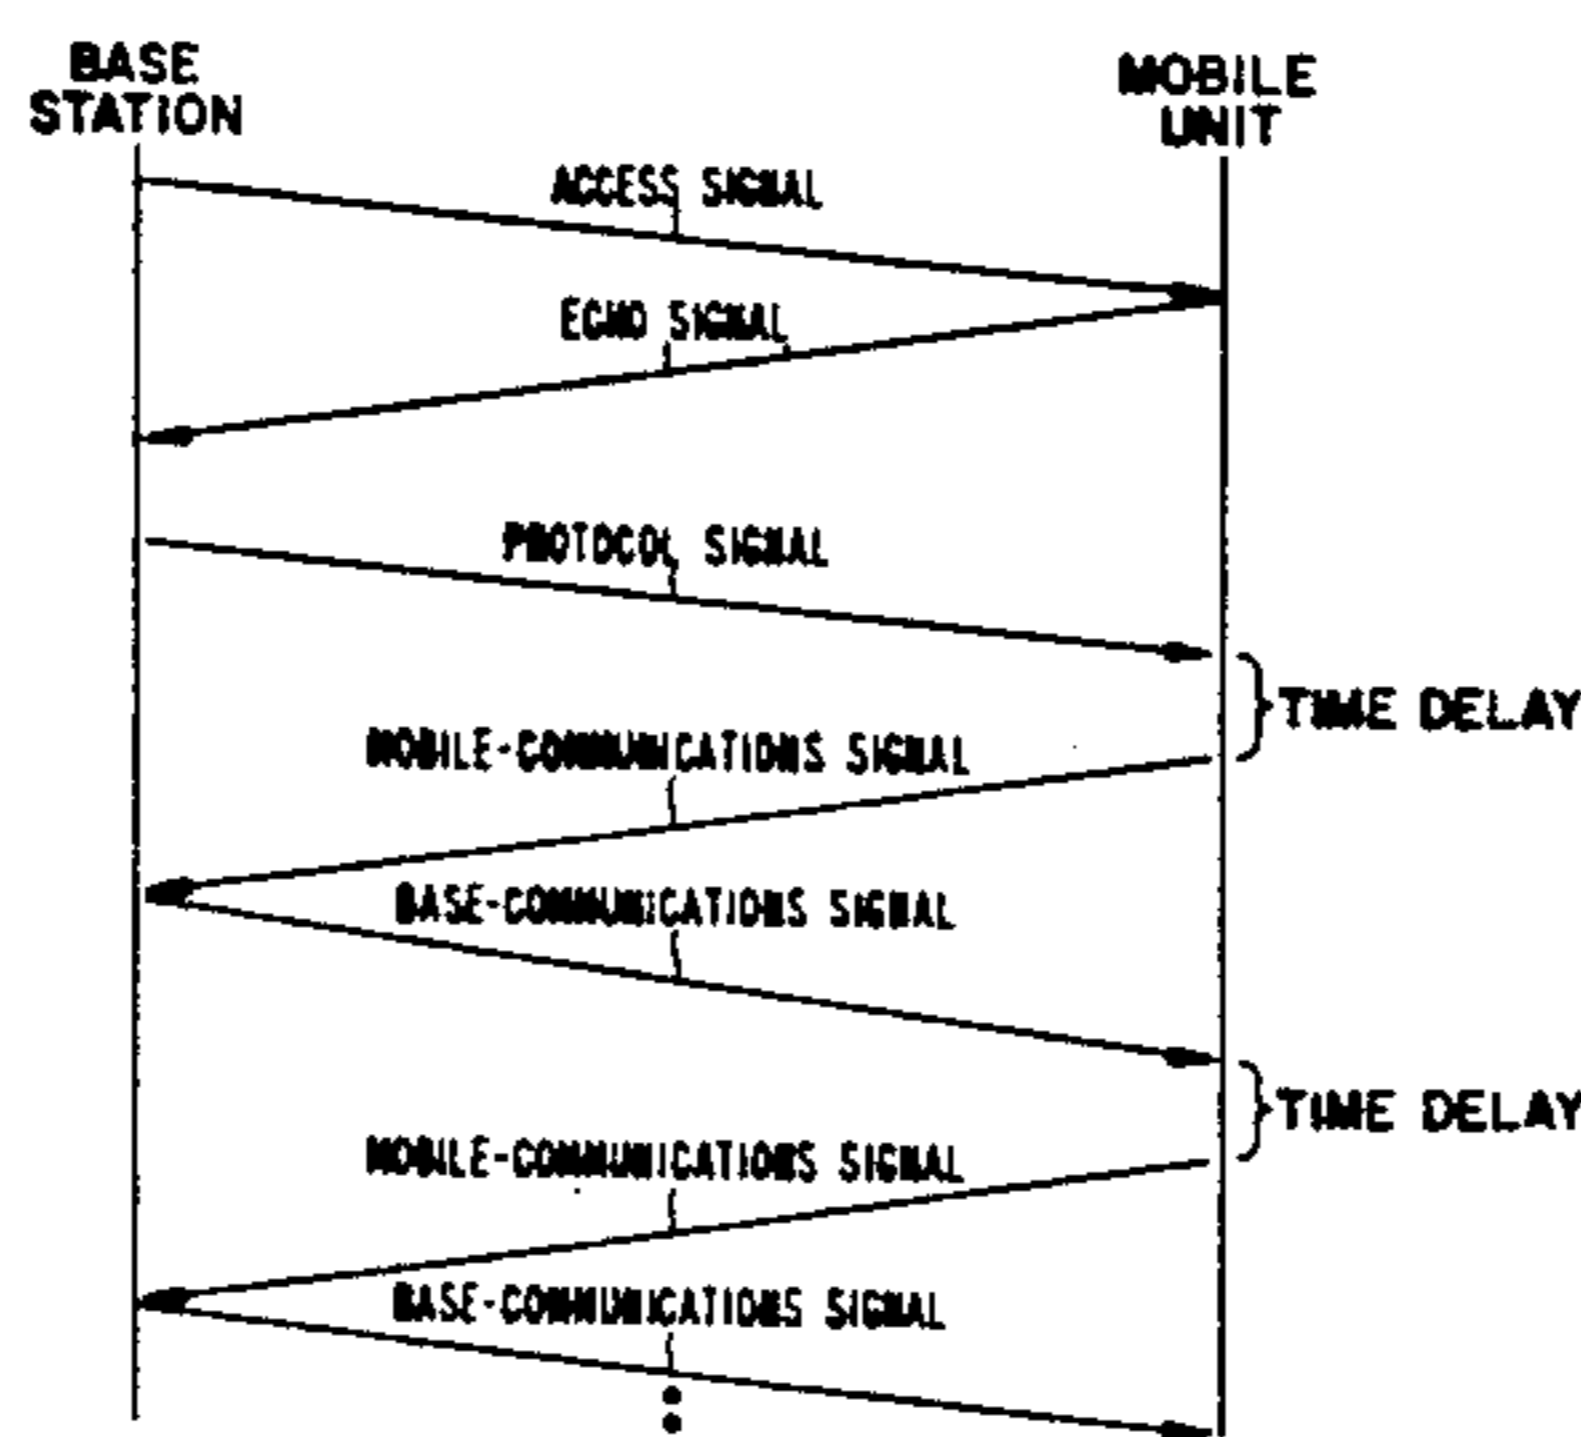 BASE
STATION
MOBILE
UNIT
ACCESS SIGNAL
ECHO SIGNAL
PROTOCOL SIGNAL
TIME DELAY
MOBILE-COMMUNICATIONS SIGNAL
BASE-COMMUNICATIONS SIGNAL
TIME DELAY
MOBILE-COMMUNICATIONS SIGNAL
BASE-COMMUNICATIONS SIGNAL